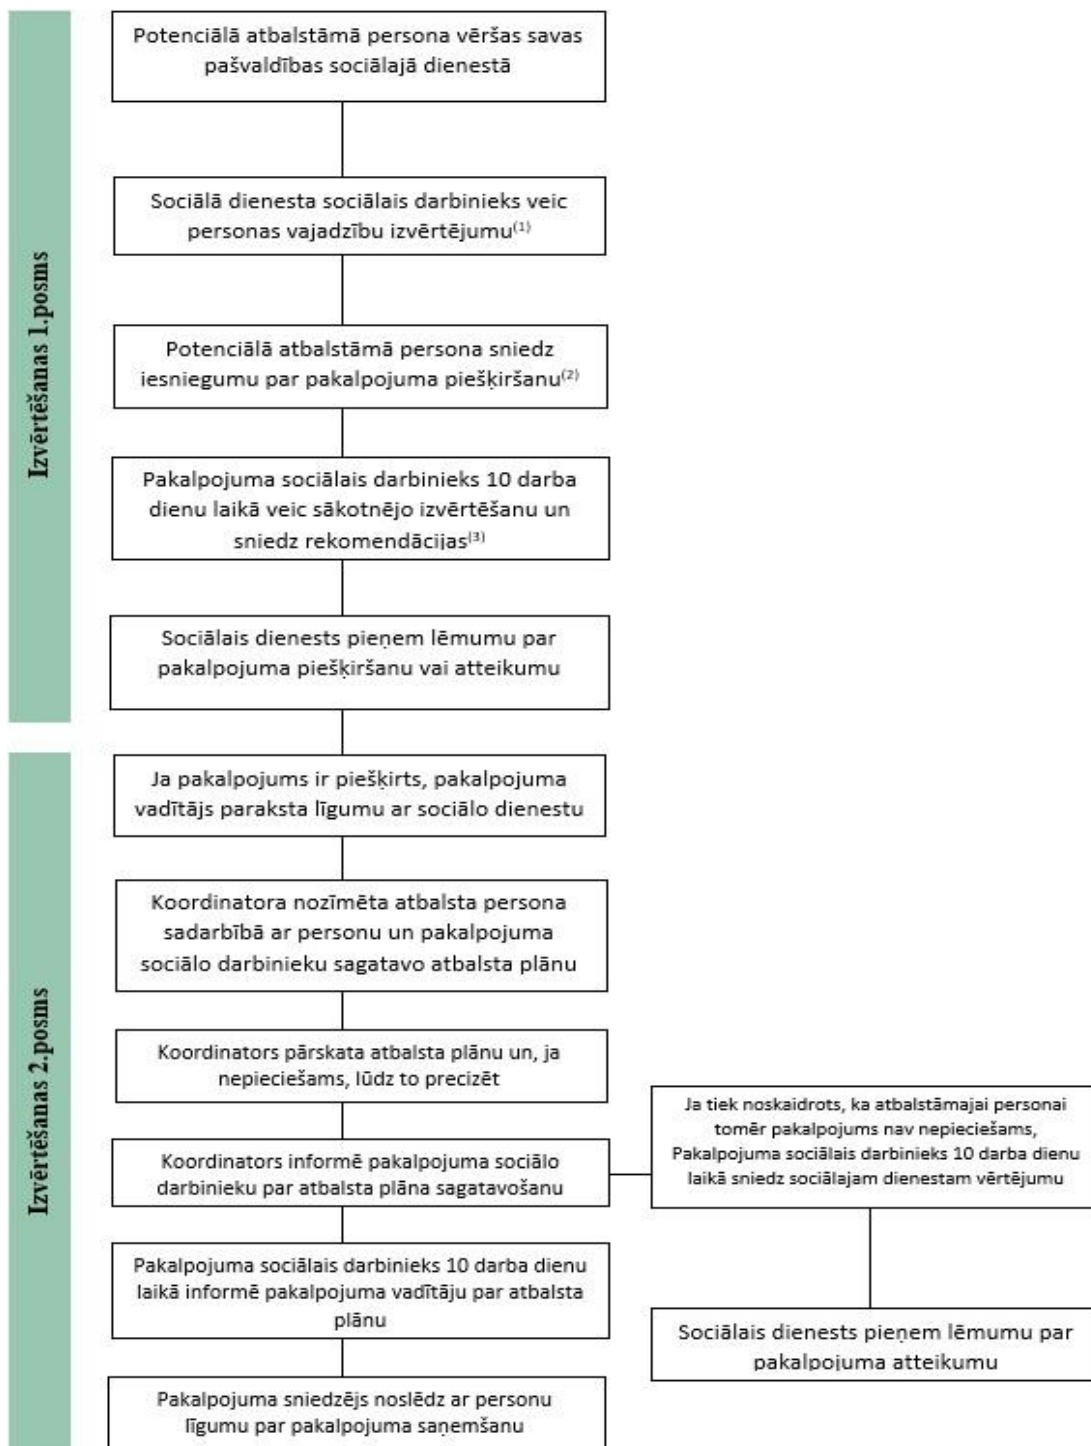 Izvērtēšanas 1.posms
Potenciālā atbalstāmā persona vēršas savas
pašvaldības sociālajā dienestā
Sociālā dienesta sociālais darbinieks veic
personas vajadzību izvērtējumu(1)
Potenciālā atbalstāmā persona sniedz
iesniegumu par pakalpojuma piešķiršanu(2)
Pakalpojuma sociālais darbinieks 10 darba
dienu laikā veic sākotnējo izvērtēšanu un
sniedz rekomendācijas(3)
Sociālais dienests pieņem lēmumu par
pakalpojuma piešķiršanu vai atteikumu
Izvērtēšanas 2.posms
Ja pakalpojums ir piešķirts, pakalpojuma
vadītājs paraksta līgumu ar sociālo dienestu
Koordinatora nozīmēta atbalsta persona
sadarbībā ar personu un pakalpojuma
sociālo darbinieku sagatavo atbalsta plānu
Koordinators pārskata atbalsta plānu un, ja
nepieciešams, lūdz to precizēt
Koordinators informē pakalpojuma sociālo
darbinieku par atbalsta plāna sagatavošanu
Ja tiek noskaidrots, ka atbalstāmajai personai
tomēr pakalpojums nav nepieciešams,
Pakalpojuma sociālais darbinieks 10 darba dienu
laikā sniedz sociālajam dienestam vērtējumu
Sociālais dienests pieņem lēmumu par
pakalpojuma atteikumu
Pakalpojuma sociālais darbinieks 10 darba dienu
laikā informē pakalpojuma vadītāju par atbalsta
plānu
Pakalpojuma sniedzējs noslēdz ar personu
līgumu par pakalpojuma saņemšanu